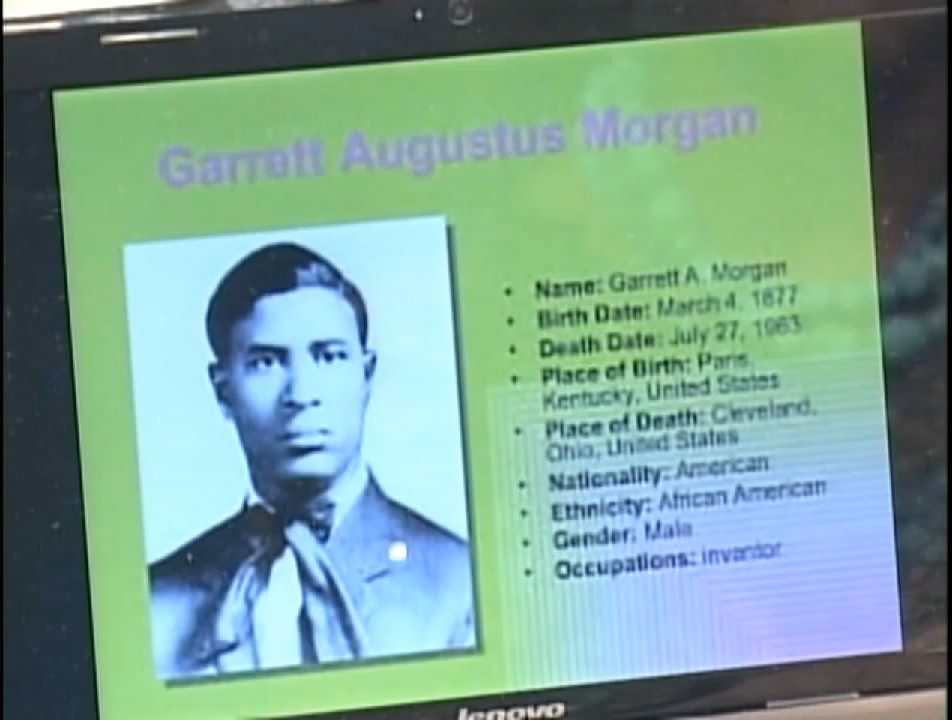 Garrett Augustus Morgan
• Name: Garrett A. Morgan
• Birth Date: March 4, 1877
• Death Date: July 27, 1963
• Place of Birth: Paris,
Kentucky, United States
• Place of Death: Cleveland,
Ohio, United States
• Nationality: American
• Ethnicity: African American
• Gender: Male
• Occupations: inventor
lenovo